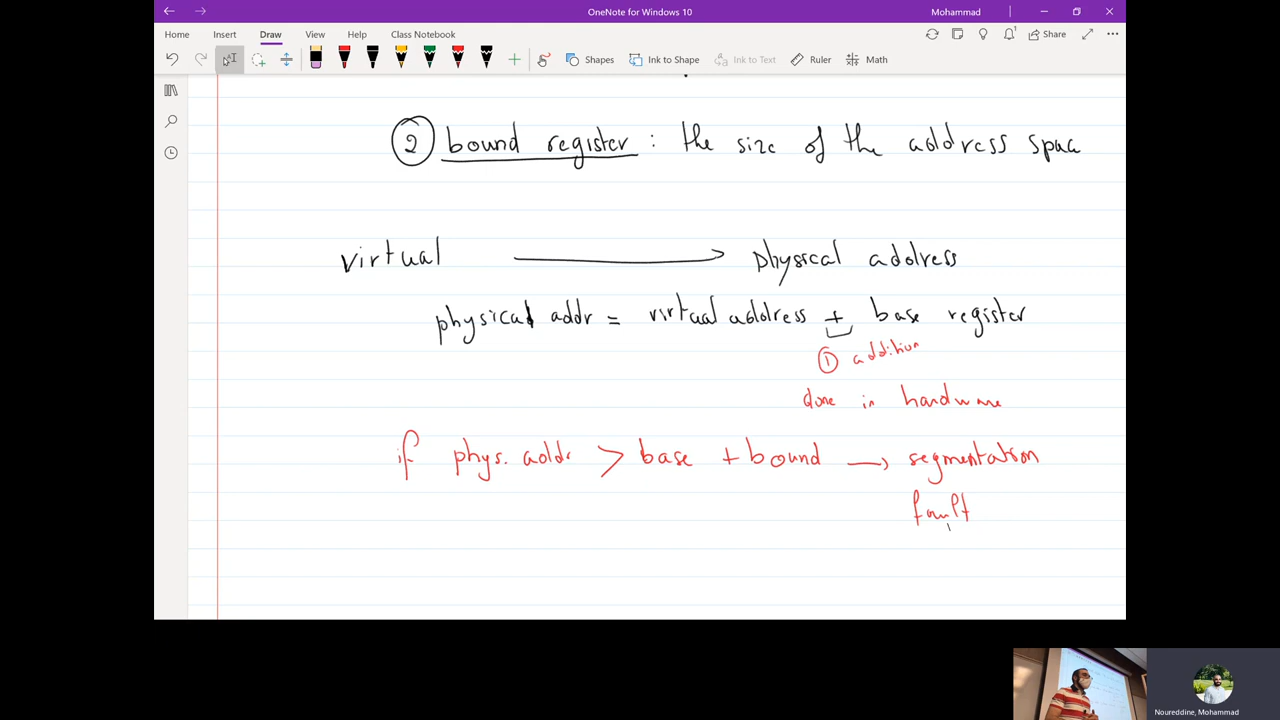 OneNote for Windows 10
Mohammad
Home Insert Draw View Help Class Notebook
Share
Shapes Ink to Shape Ink to Text Ruler Math
② bound register : the size of the address spac
virtual → physical address
physical addr = virtual address + base register
① addition
done in hardware
if phys. addr > base + bound → segmentation
fault
Noureddine, Mohammad